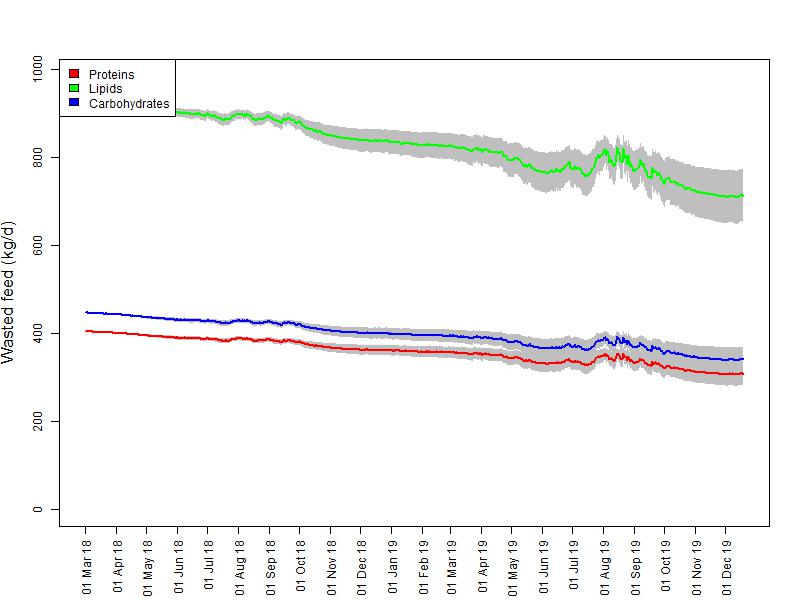 Proteins
Lipids
Carbohydrates
Wasted feed (kg/d)
1000
800
600
400
200
0
01 Mar 18
01 Apr 18
01 May 18
01 Jun 18
01 Jul 18
01 Aug 18
01 Sep 18
01 Oct 18
01 Nov 18
01 Dec 18
01 Jan 19
01 Feb 19
01 Mar 19
01 Apr 19
01 May 19
01 Jun 19
01 Jul 19
01 Aug 19
01 Sep 19
01 Oct 19
01 Nov 19
01 Dec 19